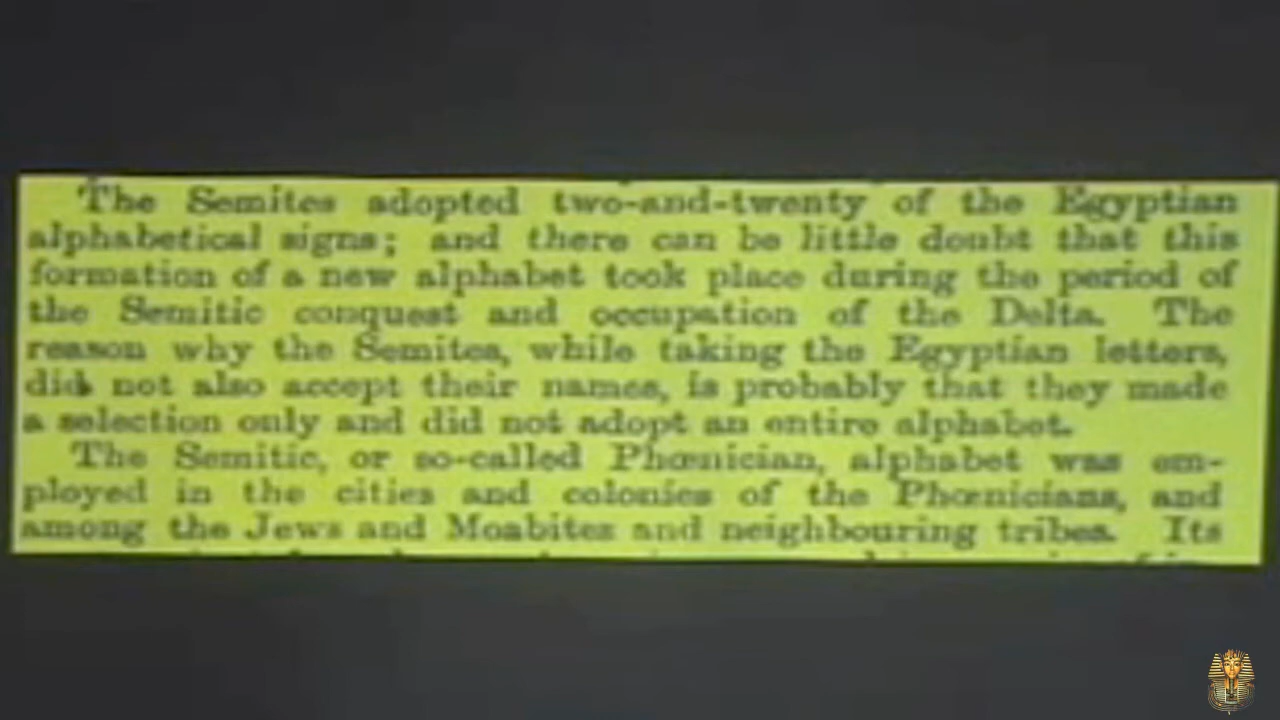 The Semites adopted two-and-twenty of the Egyptian
alphabetical signs; and there can be little doubt that this
formation of a new alphabet took place during the period of
the Semitic conquest and occupation of the Delta. The
reason why the Semites, while taking the Egyptian letters,
did not also accept their names, is probably that they made
a selection only and did not adopt an entire alphabet.
The Semitic, or so-called Phœnician, alphabet was em-
ployed in the cities and colonies of the Phœnicians, and
among the Jews and Moabites and neighbouring tribes. Its